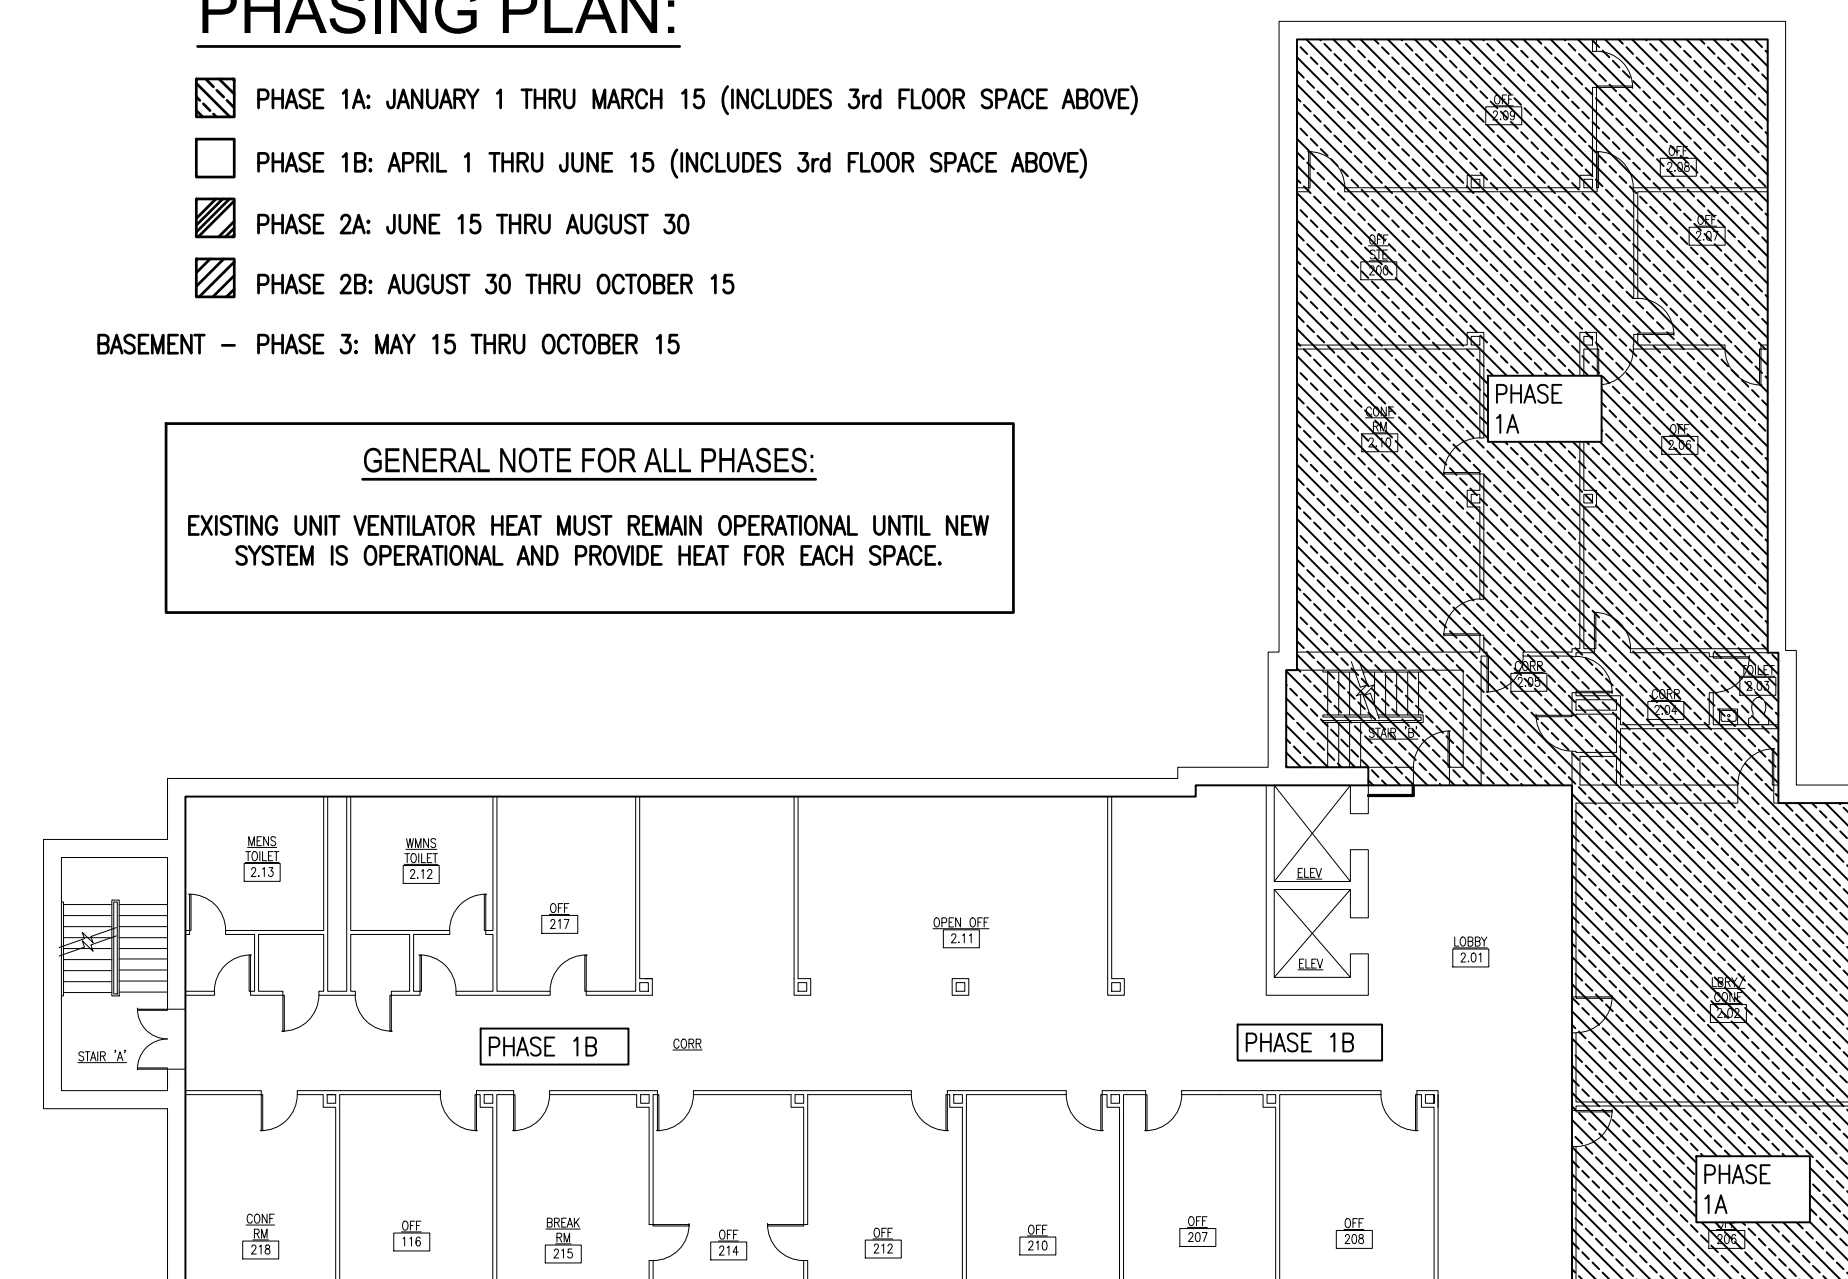 PHASING PLAN:
PHASE 1A: JANUARY 1 THRU MARCH 15 (INCLUDES 3rd FLOOR SPACE ABOVE)
PHASE 1B: APRIL 1 THRU JUNE 15 (INCLUDES 3rd FLOOR SPACE ABOVE)
PHASE 2A: JUNE 15 THRU AUGUST 30
PHASE 2B: AUGUST 30 THRU OCTOBER 15
BASEMENT – PHASE 3: MAY 15 THRU OCTOBER 15
GENERAL NOTE FOR ALL PHASES:
EXISTING UNIT VENTILATOR HEAT MUST REMAIN OPERATIONAL UNTIL NEW
SYSTEM IS OPERATIONAL AND PROVIDE HEAT FOR EACH SPACE.
OFF
2.09
OFF
2.08
OFF
2.07
OFF
STE
200
PHASE
1A
CONF
RM
2.10
OFF
2.06
CORR
2.05
TOILET
2.03
CORR
2.04
STAIR 'B'
MENS
TOILET
2.13
WMNS
TOILET
2.12
OFF
217
OPEN OFF
2.11
ELEV
ELEV
LOBBY
2.01
LBRY/
CONF
2.02
STAIR 'A'
PHASE 1B
CORR
PHASE 1B
PHASE
1A
OFF
206
CONF
RM
218
OFF
116
BREAK
RM
215
OFF
214
OFF
212
OFF
210
OFF
207
OFF
208